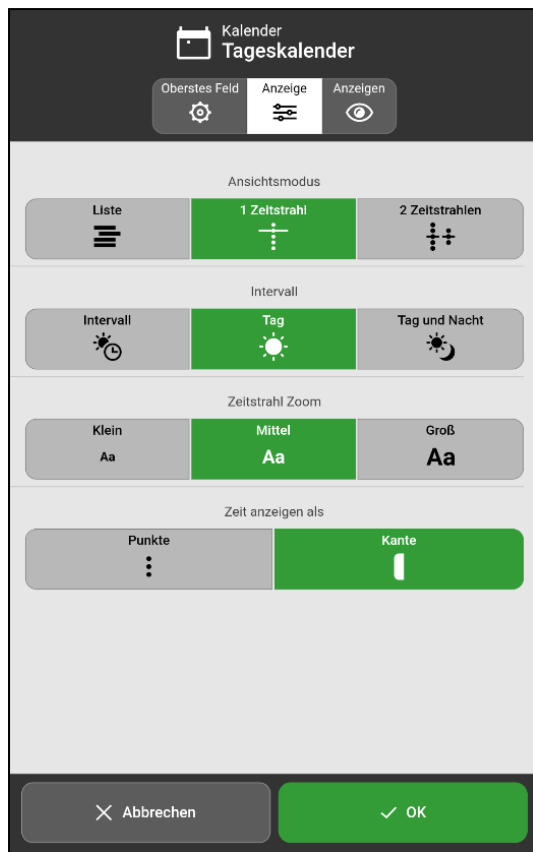 Kalender
Tageskalender
Oberstes Feld Anzeige Anzeigen
Ansichtsmodus
Liste 1 Zeitstrahl 2 Zeitstrahlen
Intervall
Intervall Tag Tag und Nacht
Zeitstrahl Zoom
Klein Mittel Groß
Aa Aa Aa
Zeit anzeigen als
Punkte Kante
Abbrechen OK